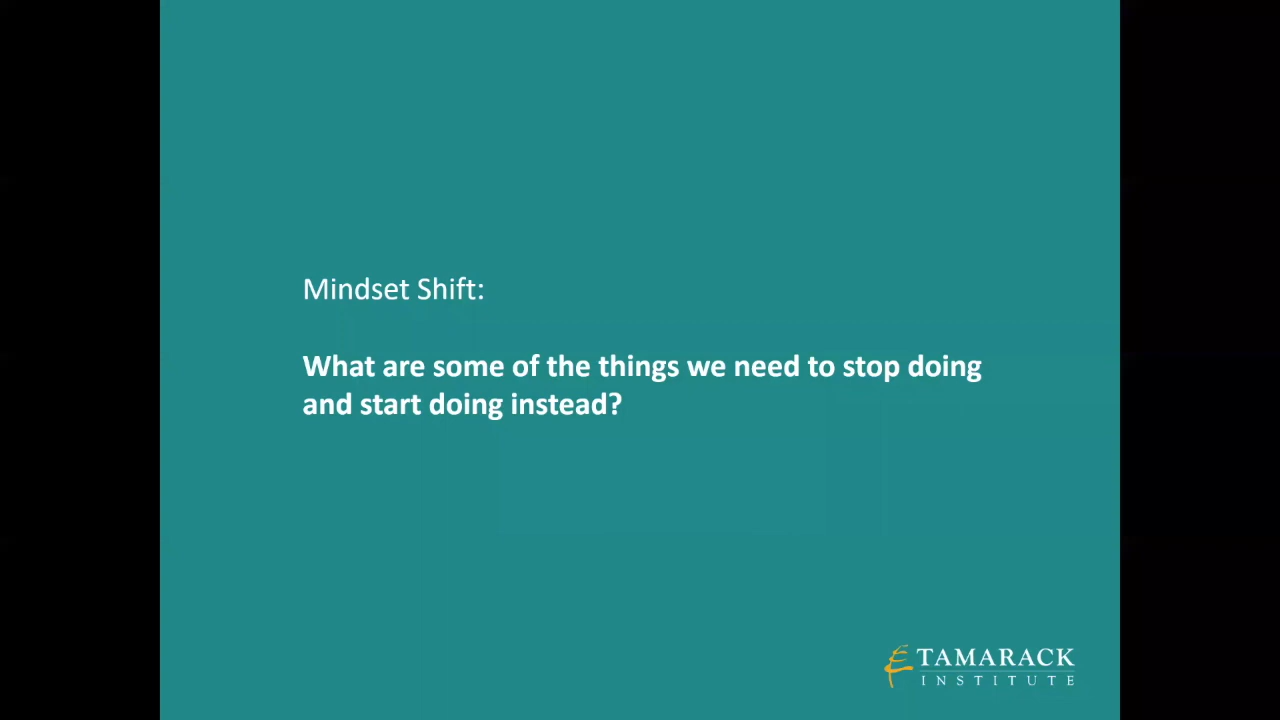 Mindset Shift:
What are some of the things we need to stop doing
and start doing instead?
TAMARACK
INSTITUTE